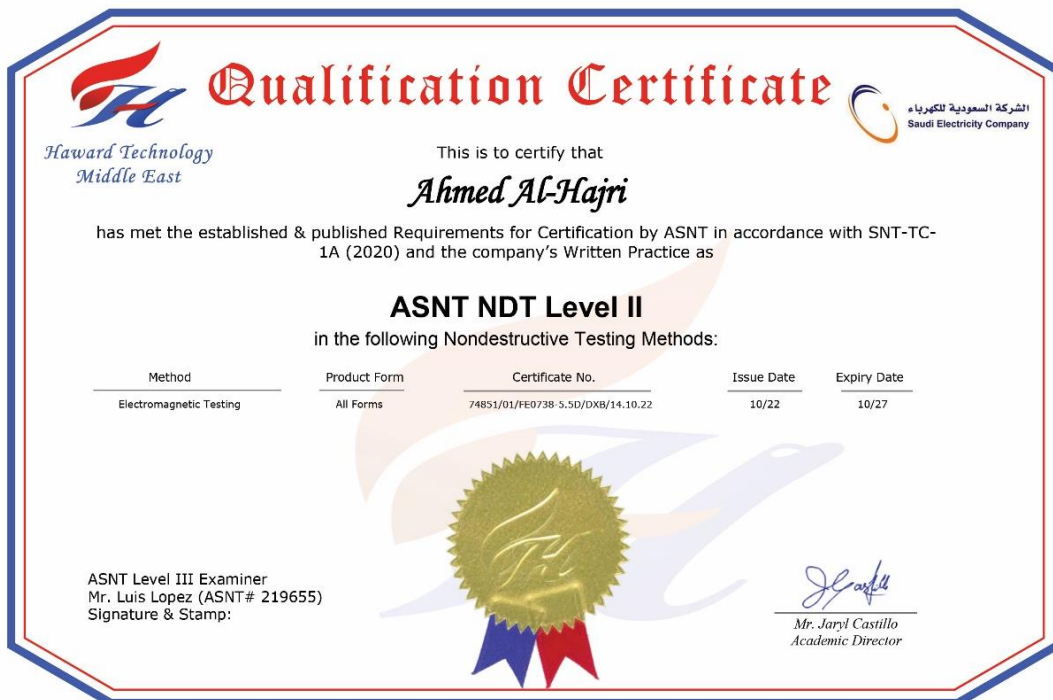 Qualification Certificate
Haward Technology
Middle East
الشركة السعودية للكهرباء
Saudi Electricity Company
This is to certify that
Ahmed Al-Hajri
has met the established & published Requirements for Certification by ASNT in accordance with SNT-TC-
1A (2020) and the company’s Written Practice as
ASNT NDT Level II
in the following Nondestructive Testing Methods:
Method Product Form Certificate No. Issue Date Expiry Date
Electromagnetic Testing All Forms 74851/01/FE0738-5.5D/DXB/14.10.22 10/22 10/27
ASNT Level III Examiner
Mr. Luis Lopez (ASNT# 219655)
Signature & Stamp:
Mr. Jaryl Castillo
Academic Director